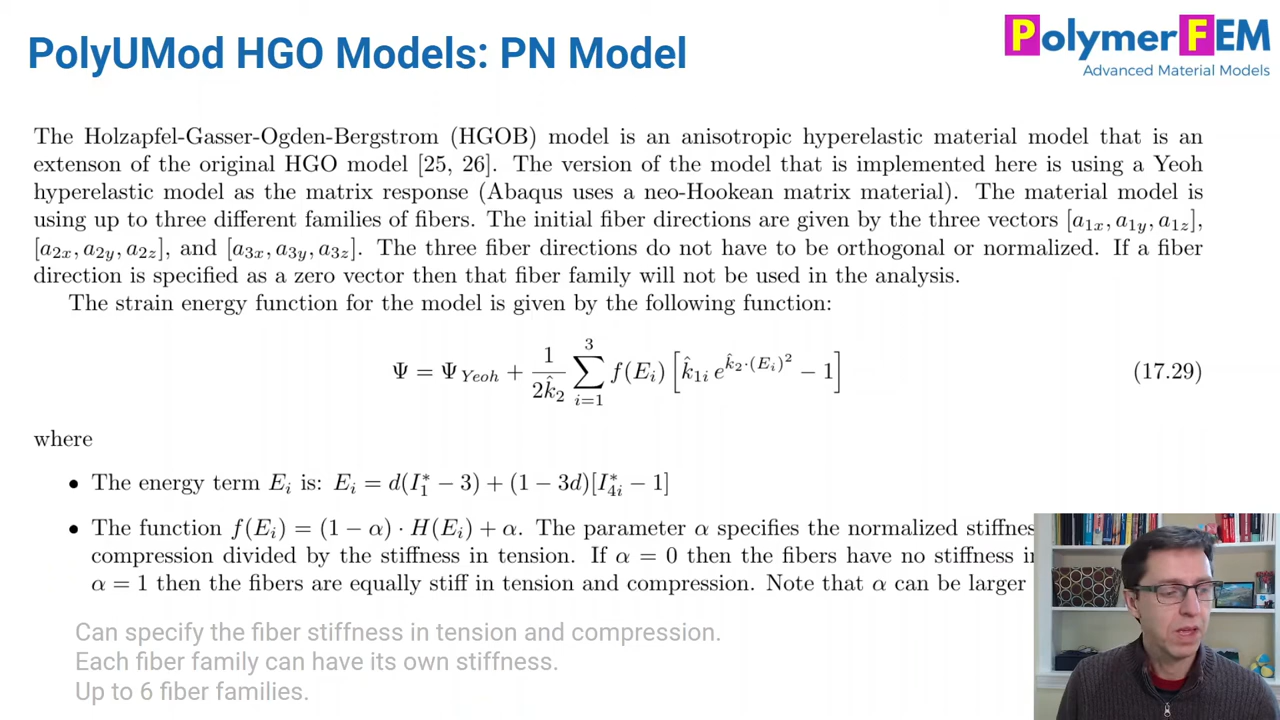 PolyUMod HGO Models: PN Model
PolymerFEM
Advanced Material Models
The Holzapfel-Gasser-Ogden-Bergstrom (HGOB) model is an anisotropic hyperelastic material model that is an
extenson of the original HGO model [25, 26]. The version of the model that is implemented here is using a Yeoh
hyperelastic model as the matrix response (Abaqus uses a neo-Hookean matrix material). The material model is
using up to three different families of fibers. The initial fiber directions are given by the three vectors [a₁ₓ, a₁y, a₁z],
[a₂ₓ, a₂y, a₂z], and [a₃ₓ, a₃y, a₃z]. The three fiber directions do not have to be orthogonal or normalized. If a fiber
direction is specified as a zero vector then that fiber family will not be used in the analysis.
The strain energy function for the model is given by the following function:
Ψ = Ψ_Yeoh + 1/(2k̂₂) ∑_{i=1}^{3} f(E_i) [k̂_{1i} e^{k̂₂·(E_i)²} − 1] (17.29)
where
• The energy term E_i is: E_i = d(I₁* − 3) + (1 − 3d)[I*_{4i} − 1]
• The function f(E_i) = (1 − α) · H(E_i) + α. The parameter α specifies the normalized
compression divided by the stiffness in tension. If α = 0 then the fibers have no stiffness
α = 1 then the fibers are equally stiff in tension and compression. Note that α can be larger
Can specify the fiber stiffness in tension and compression.
Each fiber family can have its own stiffness.
Up to 6 fiber families.